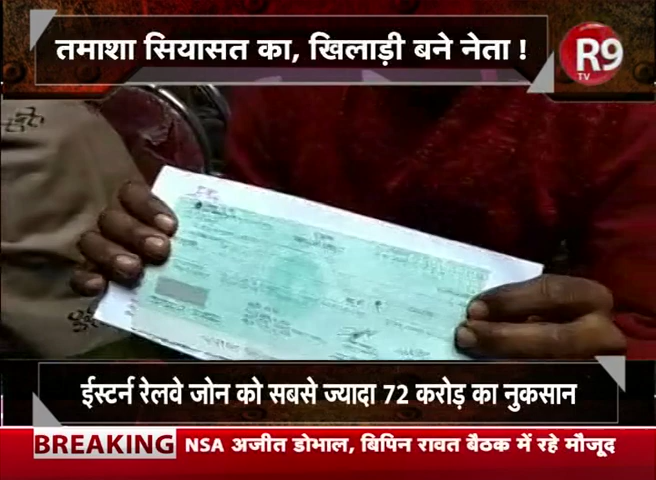 तमाशा सियासत का, खिलाड़ी बने नेता !
R9
TV
ईस्टर्न रेलवे जोन को सबसे ज्यादा 72 करोड़ का नुकसान
BREAKING NSA अजीत डोभाल, बिपिन रावत बैठक में रहे मौजूद